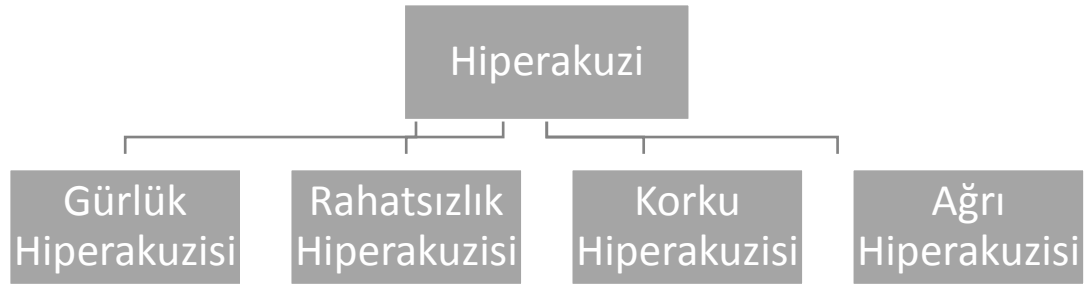 Hiperakuzi
Gürlük
Hiperakuzisi
Rahatsızlık
Hiperakuzisi
Korku
Hiperakuzisi
Ağrı
Hiperakuzisi